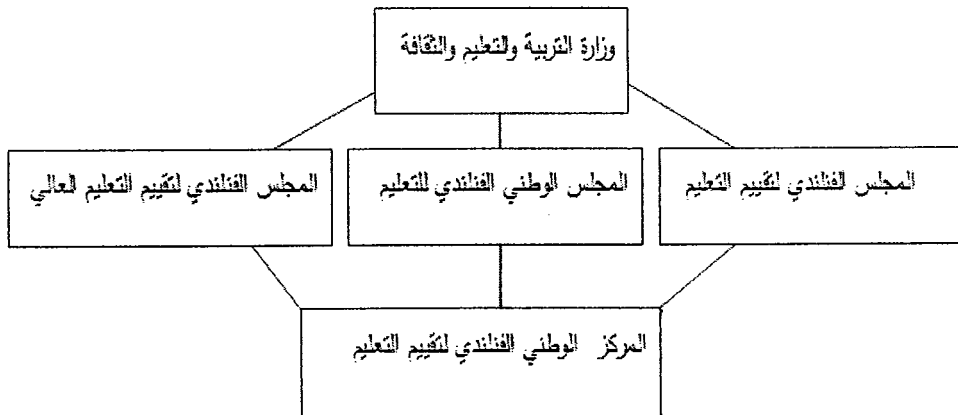 وزارة التربية والتعليم والثقافة
المجلس الفنلندي لتقييم التعليم
المجلس الوطني الفنلندي للتعليم
المجلس الفنلندي لتقييم التعليم العالي
المركز الوطني الفنلندي لتقييم التعليم